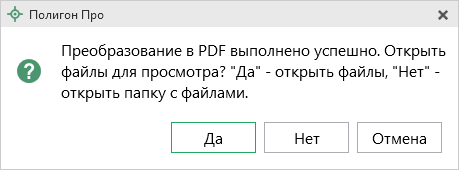 Полигон Про
Преобразование в PDF выполнено успешно. Открыть
файлы для просмотра? "Да" - открыть файлы, "Нет" -
открыть папку с файлами.
Да
Нет
Отмена